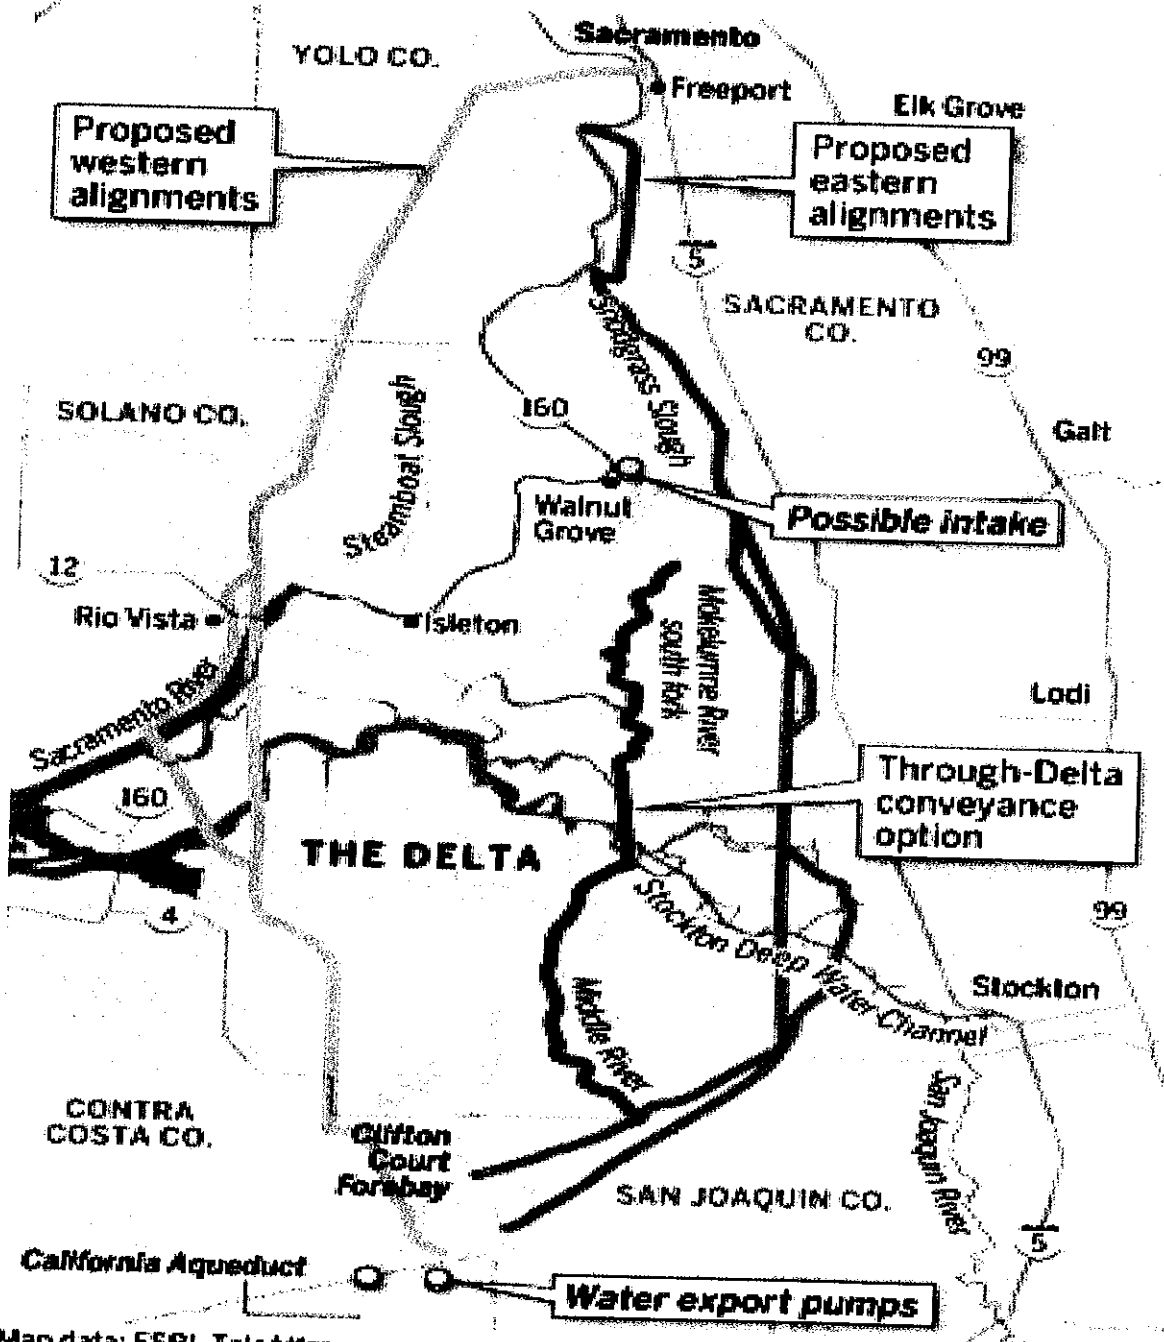 Sacramento
YOLO CO.
Freeport
Elk Grove
Proposed
western
alignments
Proposed
eastern
alignments
5
SACRAMENTO
CO.
Snodgrass Slough
99
SOLANO CO.
Steamboat Slough
160
Galt
Walnut
Grove
Possible intake
12
Rio Vista
Isleton
Mokelumne River
south fork
Sacramento River
Lodi
160
Through-Delta
conveyance
option
THE DELTA
4
Stockton Deep Water Channel
99
Middle River
Stockton
San Joaquin River
CONTRA
COSTA CO.
Clifton
Court
Forebay
SAN JOAQUIN CO.
5
California Aqueduct
Water export pumps
Map data: ESRI,